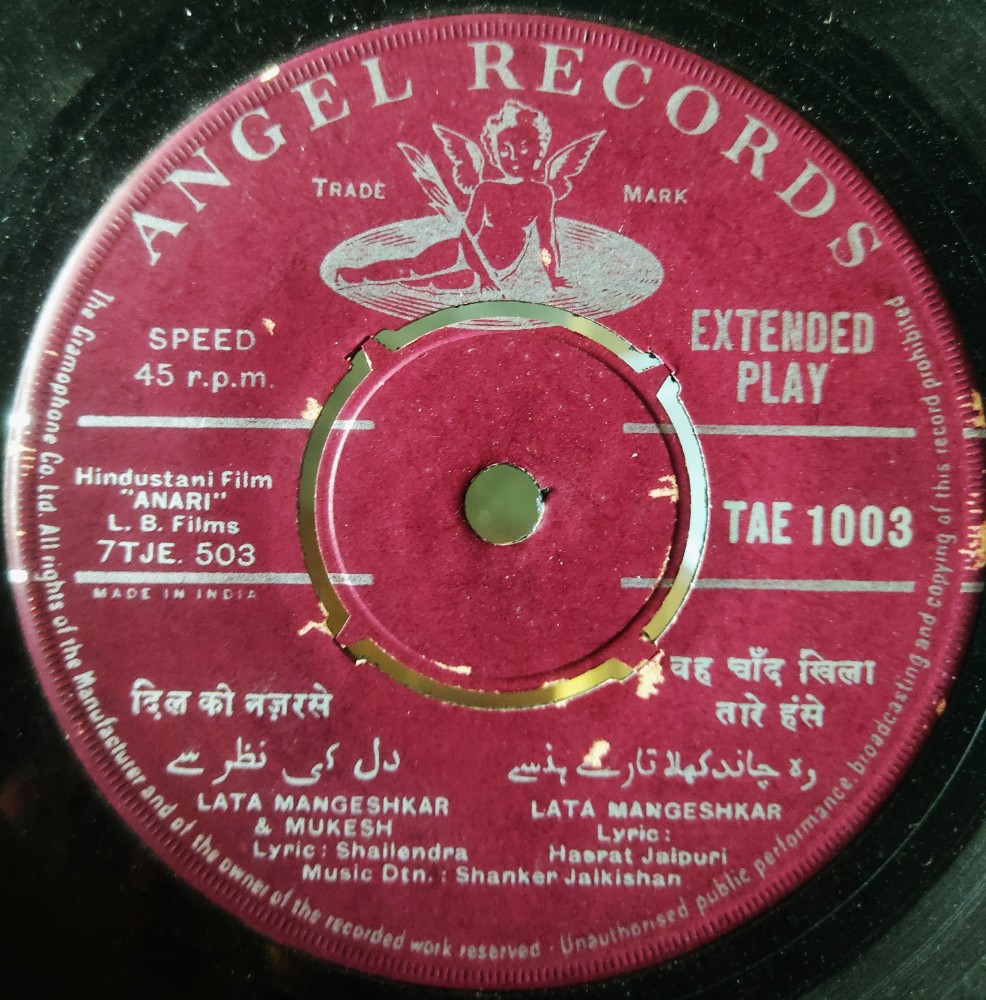 ANGEL RECORDS
TRADE MARK
SPEED
45 r.p.m.
EXTENDED
PLAY
Hindustani Film
"ANARI"
L. B. Films
7TJE. 503
MADE IN INDIA
TAE 1003
दिल की नज़रसे
دل کی نظر سے
LATA MANGESHKAR
& MUKESH
Lyric : Shailendra
वह चाँद खिला
तारे हंसे
وہ چاند کھلا تارے ہنسے
LATA MANGESHKAR
Lyric :
Hasrat Jaipuri
Music Dtn. : Shanker Jaikishan
The Gramophone Co. Ltd. All rights of the Manufacturer and of the owner of the recorded work reserved · Unauthorised public performance, broadcasting and copying of this record prohibited